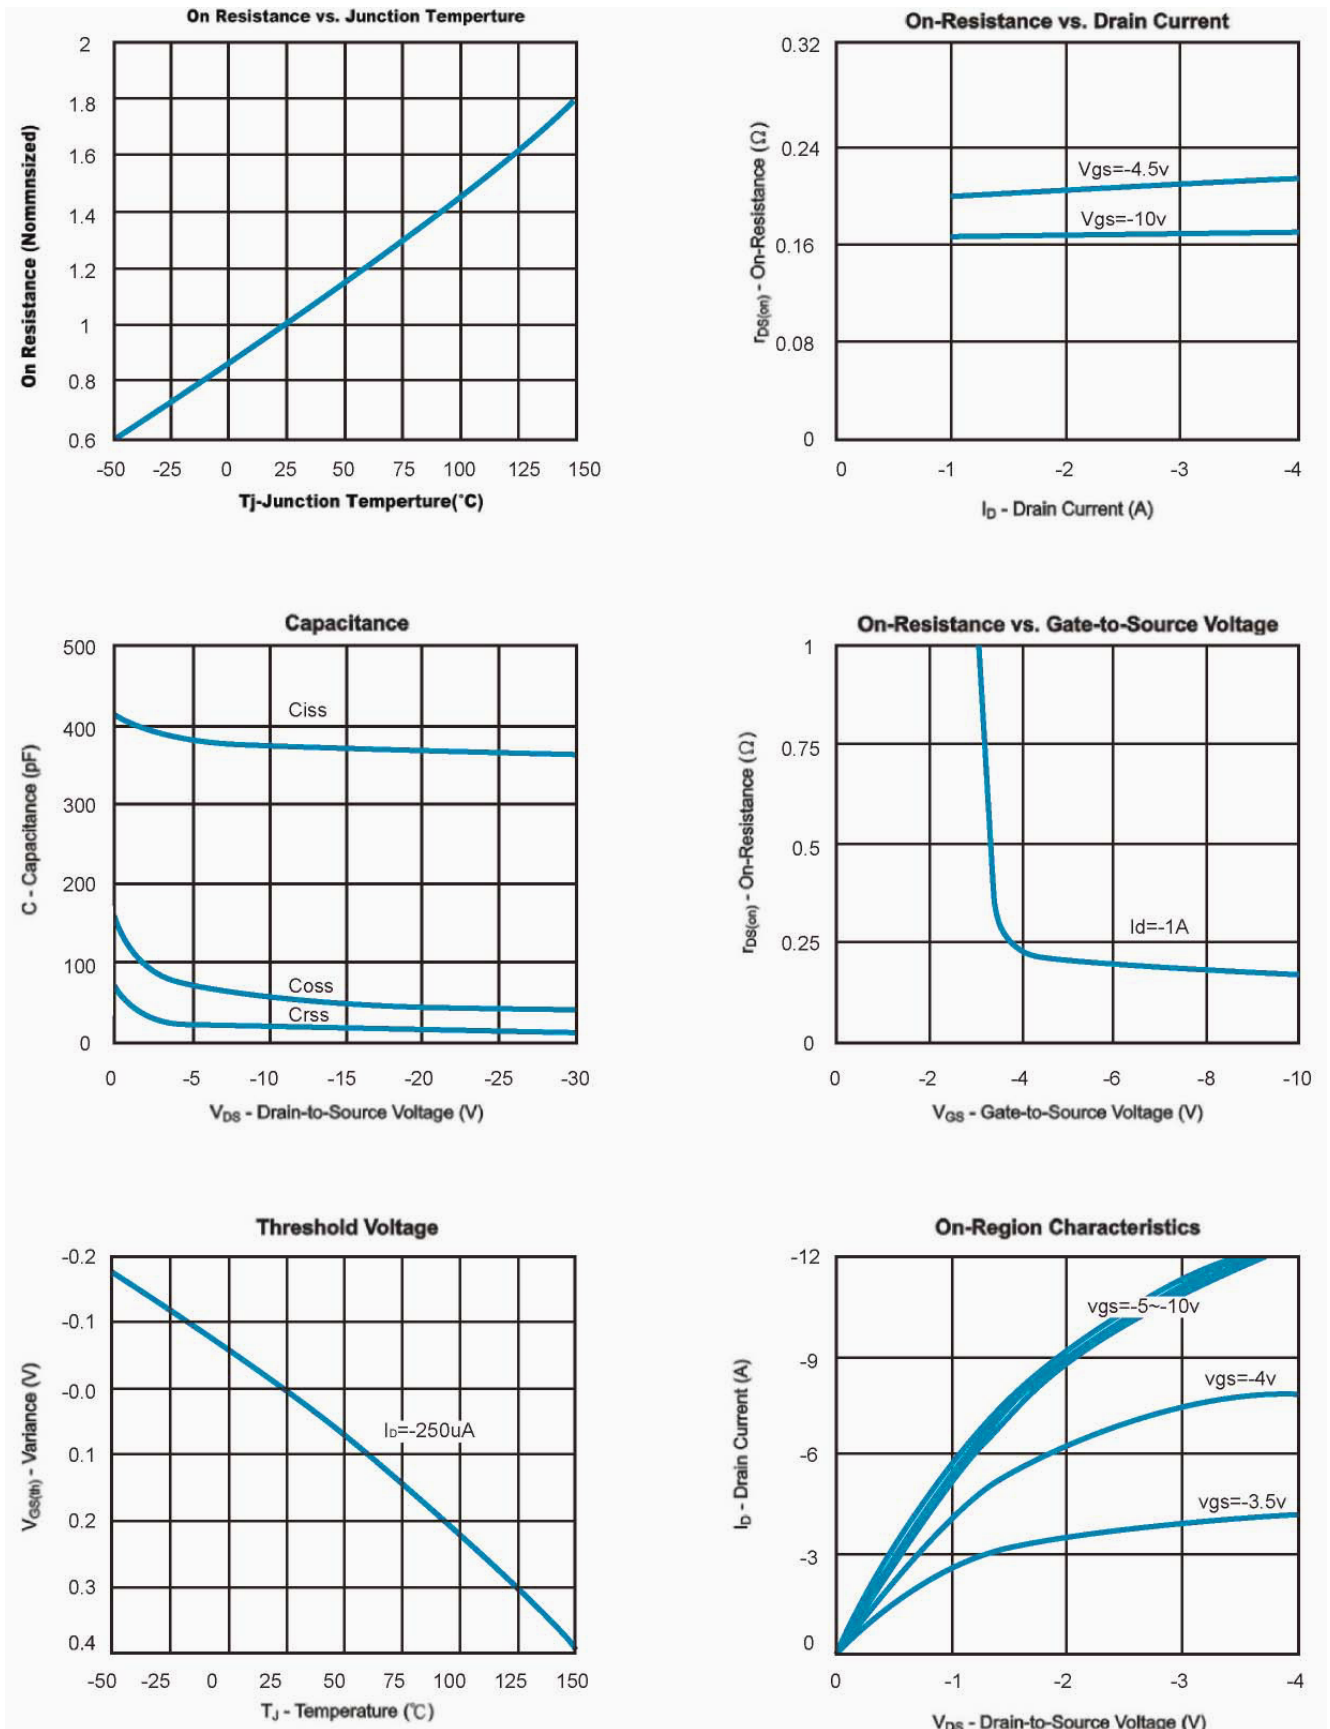 On Resistance vs. Junction Temperture
2
1.8
1.6
1.4
1.2
1
0.8
0.6
On Resistance (Nommnsized)
-50 -25 0 25 50 75 100 125 150
Tj-Junction Temperture(°C)
On-Resistance vs. Drain Current
0.32
0.24
0.16
0.08
0
rDS(on) - On-Resistance (Ω)
Vgs=-4.5v
Vgs=-10v
0 -1 -2 -3 -4
ID - Drain Current (A)
Capacitance
500
400
300
200
100
0
C - Capacitance (pF)
Ciss
Coss
Crss
0 -5 -10 -15 -20 -25 -30
VDS - Drain-to-Source Voltage (V)
On-Resistance vs. Gate-to-Source Voltage
1
0.75
0.5
0.25
0
rDS(on) - On-Resistance (Ω)
Id=-1A
0 -2 -4 -6 -8 -10
VGS - Gate-to-Source Voltage (V)
Threshold Voltage
-0.2
-0.1
-0.0
0.1
0.2
0.3
0.4
VGS(th) - Variance (V)
ID=-250uA
-50 -25 0 25 50 75 100 125 150
TJ - Temperature (℃)
On-Region Characteristics
-12
-9
-6
-3
0
ID - Drain Current (A)
vgs=-5~-10v
vgs=-4v
vgs=-3.5v
0 -1 -2 -3 -4
VDS - Drain-to-Source Voltage (V)